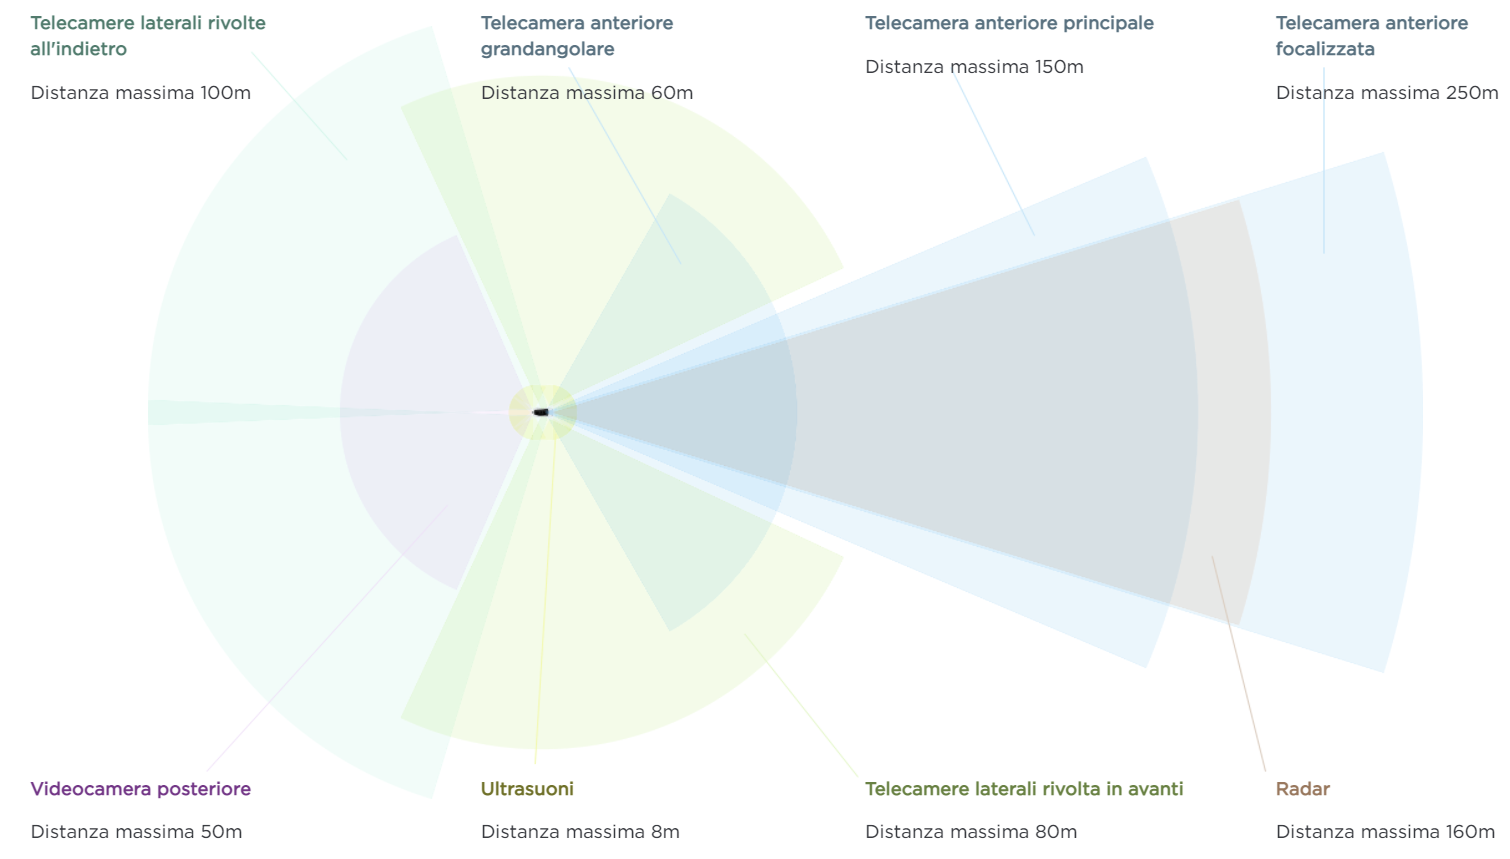 Telecamere laterali rivolte
all'indietro
Distanza massima 100m
Telecamera anteriore
grandangolare
Distanza massima 60m
Telecamera anteriore principale
Distanza massima 150m
Telecamera anteriore
focalizzata
Distanza massima 250m
Videocamera posteriore
Distanza massima 50m
Ultrasuoni
Distanza massima 8m
Telecamere laterali rivolta in avanti
Distanza massima 80m
Radar
Distanza massima 160m